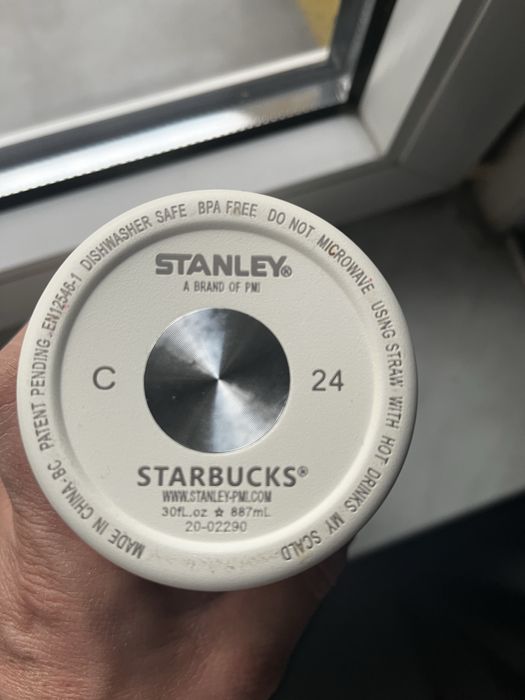 MADE IN CHINA-BC PATENT PENDING.EN12546-1 DISHWASHER SAFE BPA FREE DO NOT MICROWAVE USING STRAW WITH HOT DRINKS MY SCALD
STANLEY®
A BRAND OF PMI
C 24
STARBUCKS®
WWW.STANLEY-PMI.COM
30fL.oz ☆ 887mL
20-02290